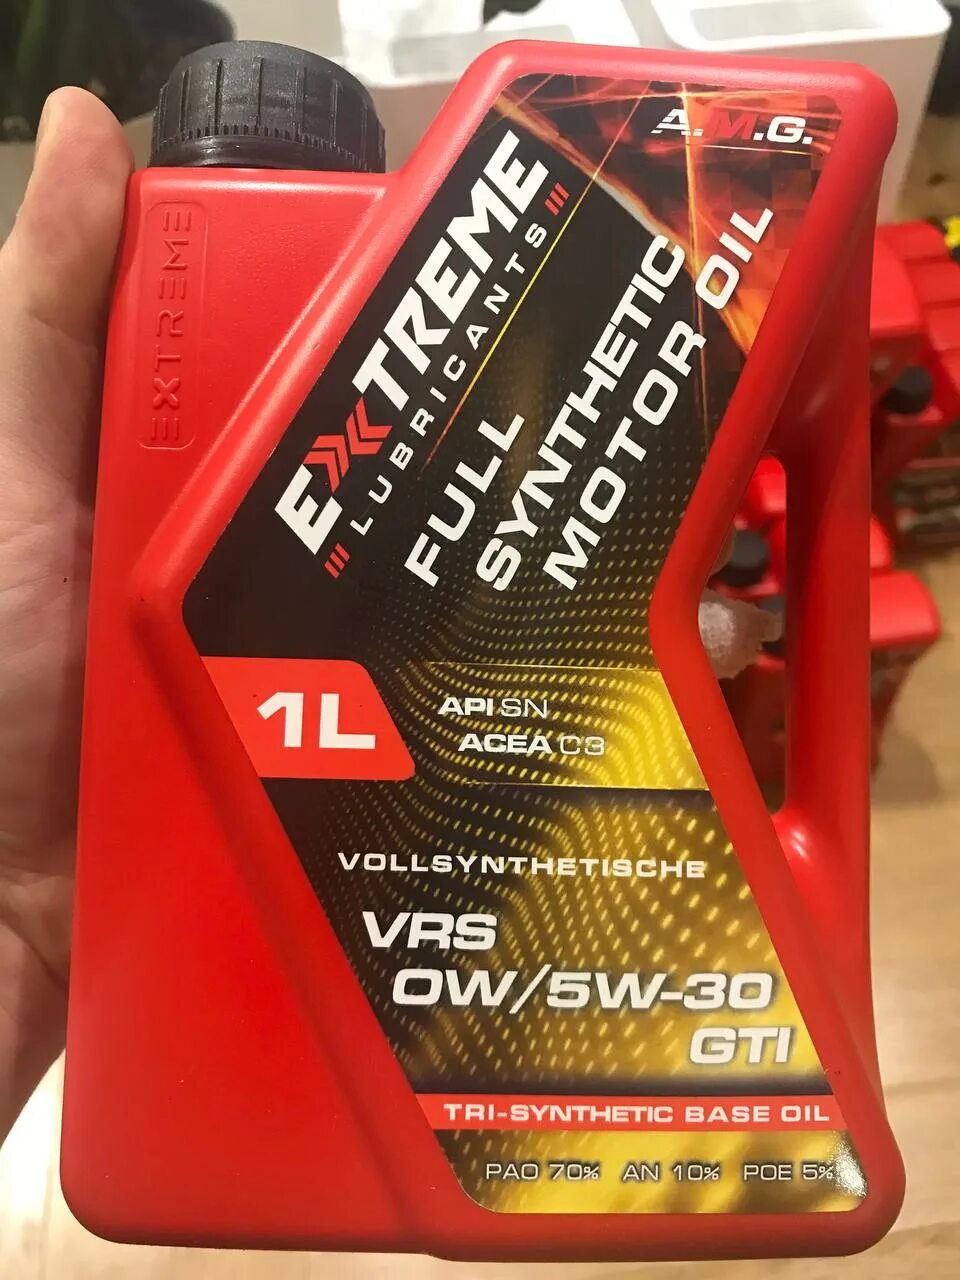 A.M.G.
EXTREME
EXTREME
LUBRICANTS
FULL
SYNTHETIC
MOTOR OIL
1L
API SN
ACEA C3
VOLLSYNTHETISCHE
VRS
0W/5W-30
GTI
TRI-SYNTHETIC BASE OIL
PAO 70% AN 10% POE 5%